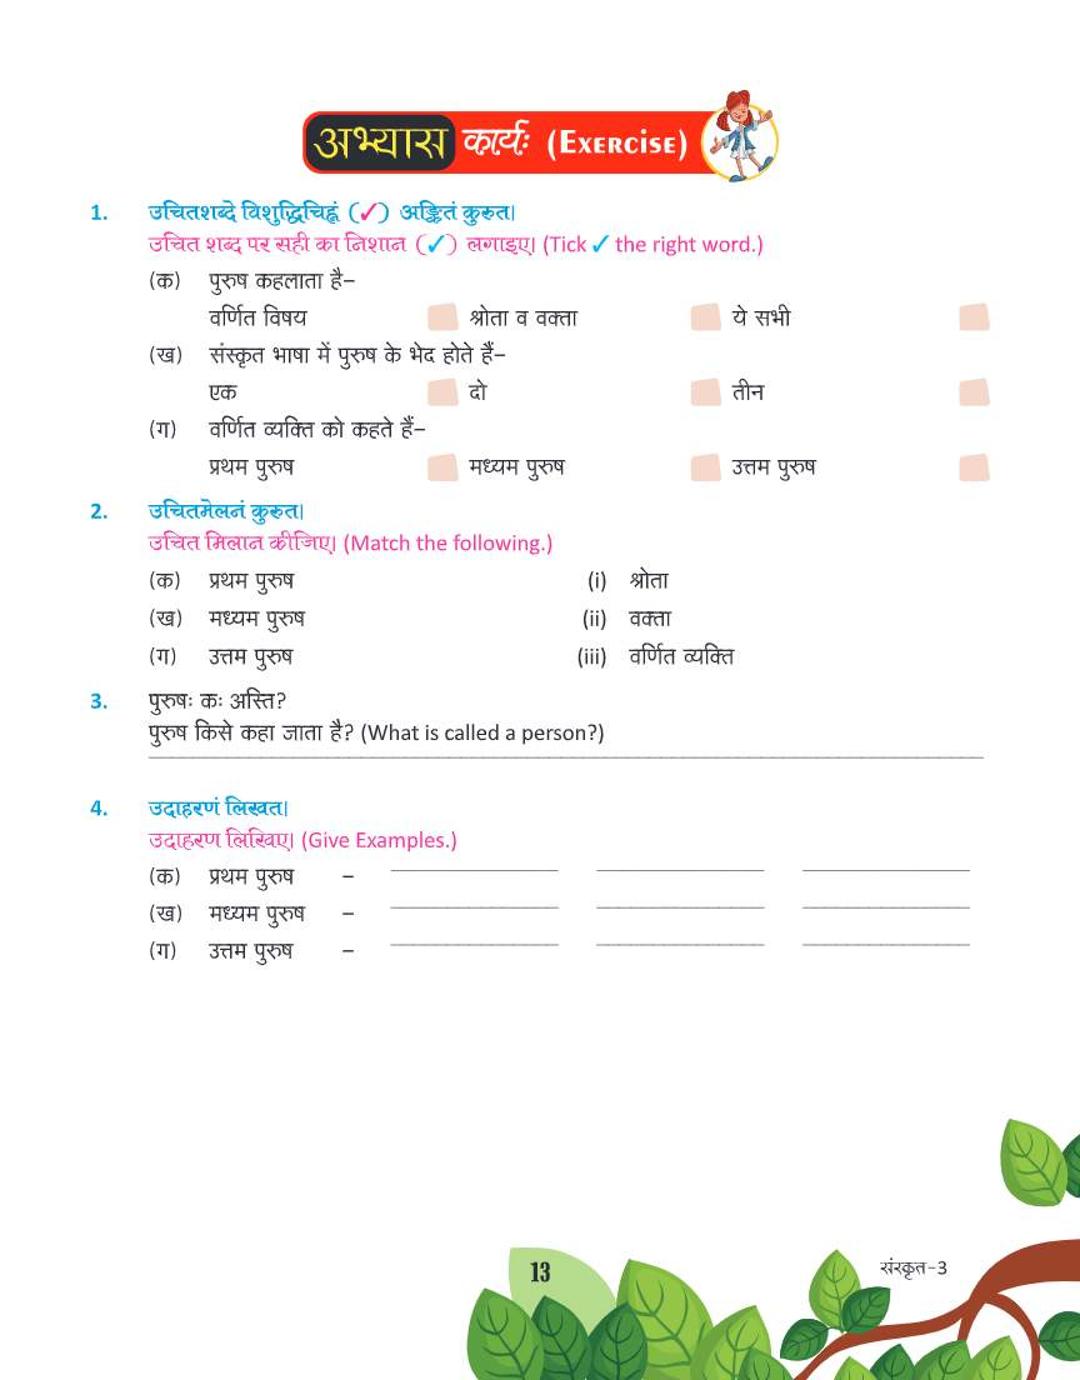 अभ्यास कार्यः (Exercise)
1. उचितशब्दे विशुद्धिचिह्नं (✓) अङ्कितं कुरुत।
उचित शब्द पर सही का निशान (✓) लगाइए। (Tick ✓ the right word.)
(क) पुरुष कहलाता है–
वर्णित विषय श्रोता व वक्ता ये सभी
(ख) संस्कृत भाषा में पुरुष के भेद होते हैं–
एक दो तीन
(ग) वर्णित व्यक्ति को कहते हैं–
प्रथम पुरुष मध्यम पुरुष उत्तम पुरुष
2. उचितमेलनं कुरुत।
उचित मिलान कीजिए। (Match the following.)
(क) प्रथम पुरुष (i) श्रोता
(ख) मध्यम पुरुष (ii) वक्ता
(ग) उत्तम पुरुष (iii) वर्णित व्यक्ति
3. पुरुषः कः अस्ति?
पुरुष किसे कहा जाता है? (What is called a person?)
4. उदाहरणं लिखत।
उदाहरण लिखिए। (Give Examples.)
(क) प्रथम पुरुष –
(ख) मध्यम पुरुष –
(ग) उत्तम पुरुष –
13
संस्कृत-3